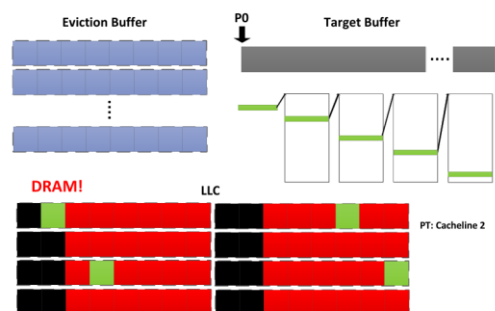 Eviction Buffer
P0
Target Buffer
DRAM!
LLC
PT: Cacheline 2